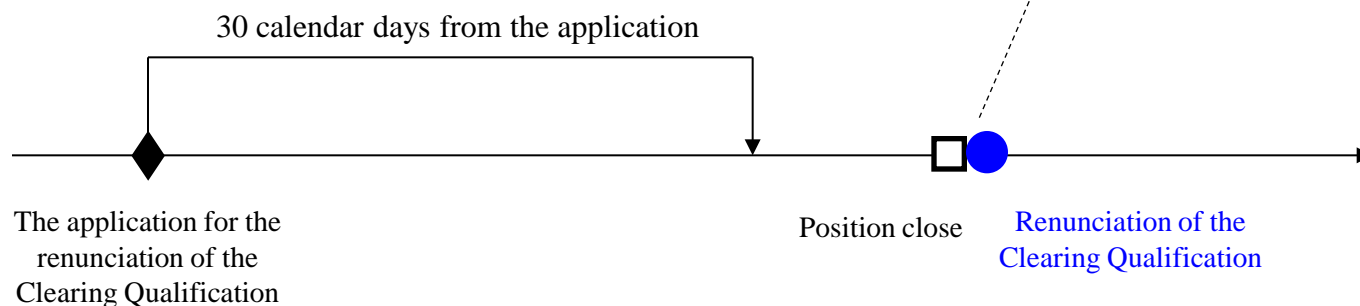 30 calendar days from the application
The application for the
renunciation of the
Clearing Qualification
Position close
Renunciation of the
Clearing Qualification